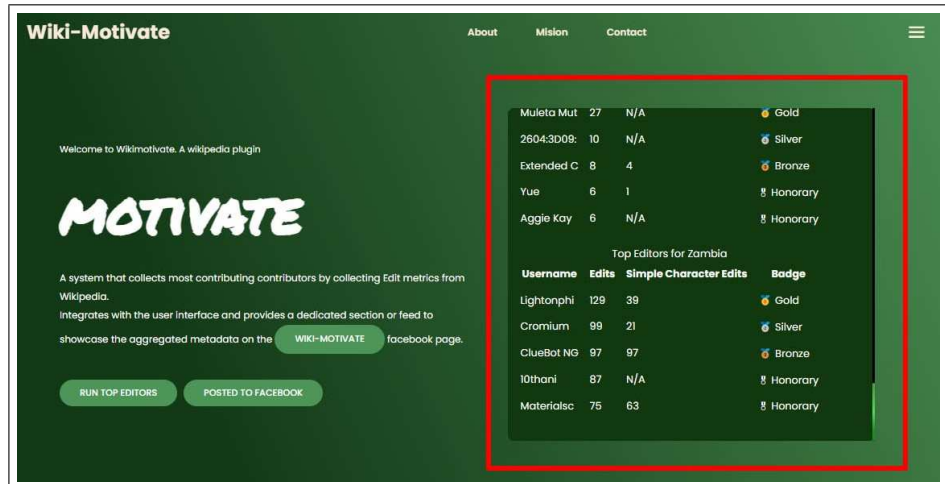 Wiki-Motivate
About Mision Contact
Welcome to Wikimotivate. A wikipedia plugin
MOTIVATE
A system that collects most contributing contributors by collecting Edit metrics from
Wikipedia.
Integrates with the user interface and provides a dedicated section or feed to
showcase the aggregated metadata on the WIKI-MOTIVATE facebook page.
RUN TOP EDITORS POSTED TO FACEBOOK
Muleta Mut 27 N/A Gold
2604:3D09: 10 N/A Silver
Extended C 8 4 Bronze
Yue 6 1 Honorary
Aggie Kay 6 N/A Honorary
Top Editors for Zambia
Username Edits Simple Character Edits Badge
Lightonphi 129 39 Gold
Cromium 99 21 Silver
ClueBot NG 97 97 Bronze
10thani 87 N/A Honorary
Materialsc 75 63 Honorary